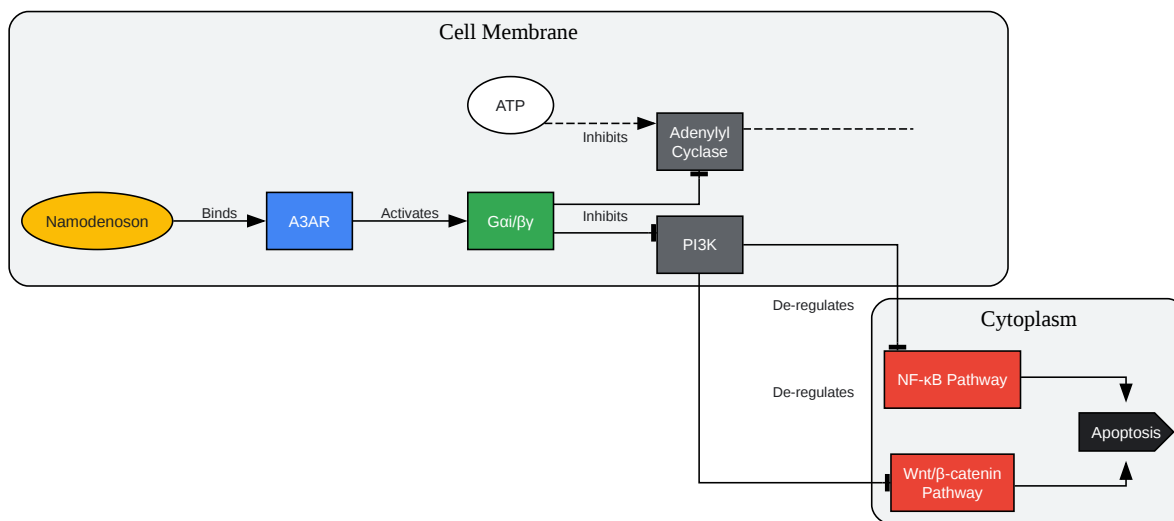 Cell Membrane
ATP
Inhibits
Adenylyl
Cyclase
Namodenoson
Binds
A3AR
Activates
Gαi/βγ
Inhibits
PI3K
De-regulates
Cytoplasm
NF-κB Pathway
De-regulates
Apoptosis
Wnt/β-catenin
Pathway